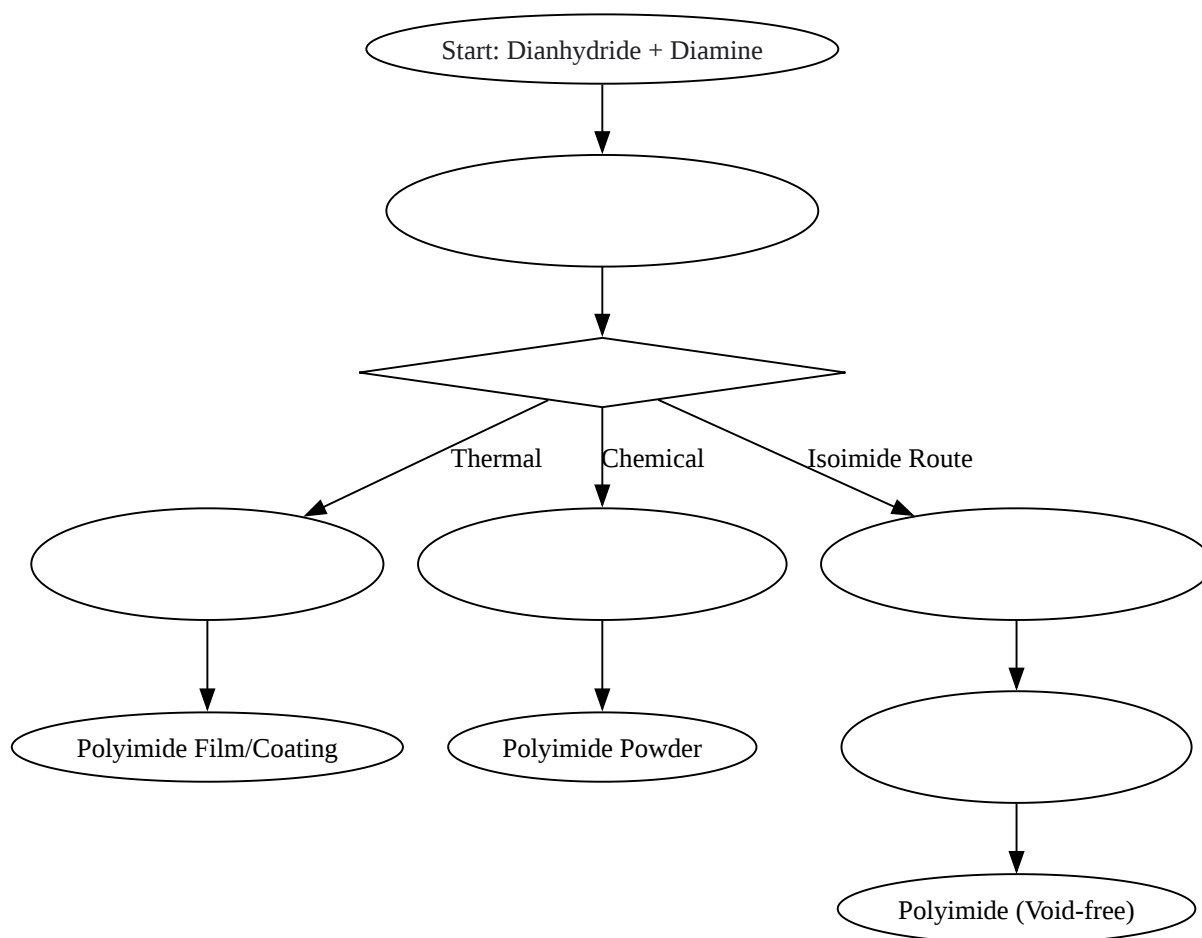 Start: Dianhydride + Diamine
Thermal
Chemical
Isoimide Route
Polyimide Film/Coating
Polyimide Powder
Polyimide (Void-free)